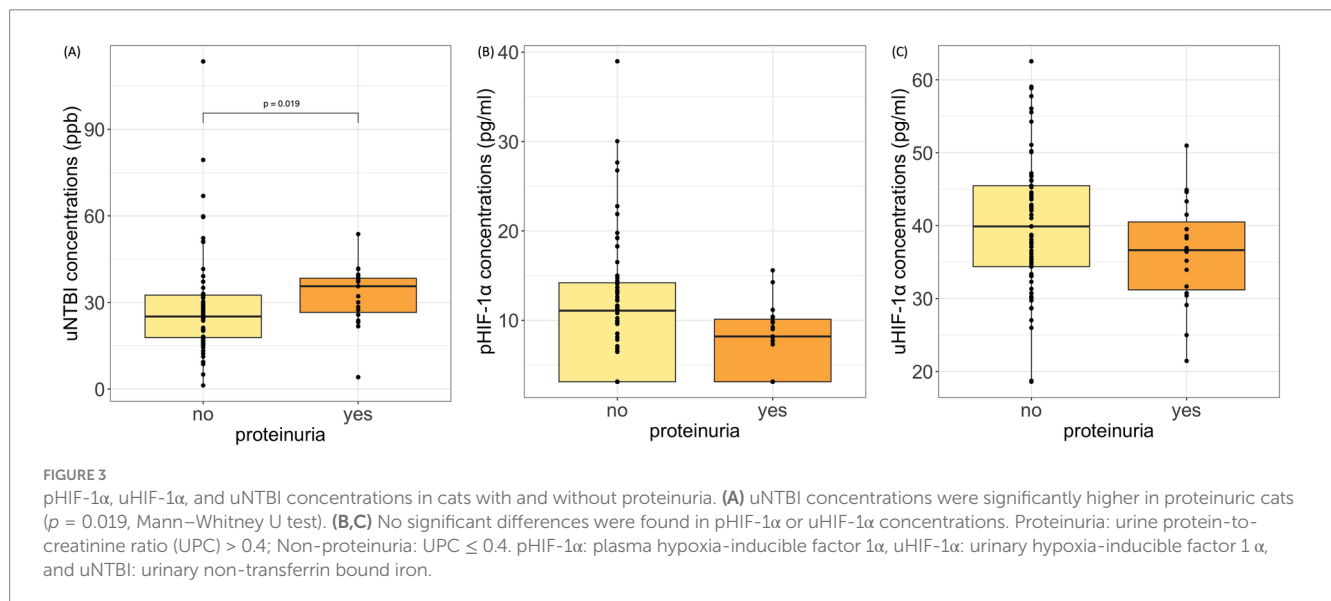 (A)
uNTBI concentrations (ppb)
90
60
30
0
p = 0.019
no
yes
proteinuria
(B)
pHIF-1α concentrations (pg/ml)
40
30
20
10
no
yes
proteinuria
(C)
uHIF-1α concentrations (pg/ml)
60
50
40
30
20
no
yes
proteinuria
FIGURE 3
pHIF-1α, uHIF-1α, and uNTBI concentrations in cats with and without proteinuria. (A) uNTBI concentrations were significantly higher in proteinuric cats
(p = 0.019, Mann–Whitney U test). (B,C) No significant differences were found in pHIF-1α or uHIF-1α concentrations. Proteinuria: urine protein-to-
creatinine ratio (UPC) > 0.4; Non-proteinuria: UPC ≤ 0.4. pHIF-1α: plasma hypoxia-inducible factor 1α, uHIF-1α: urinary hypoxia-inducible factor 1 α,
and uNTBI: urinary non-transferrin bound iron.